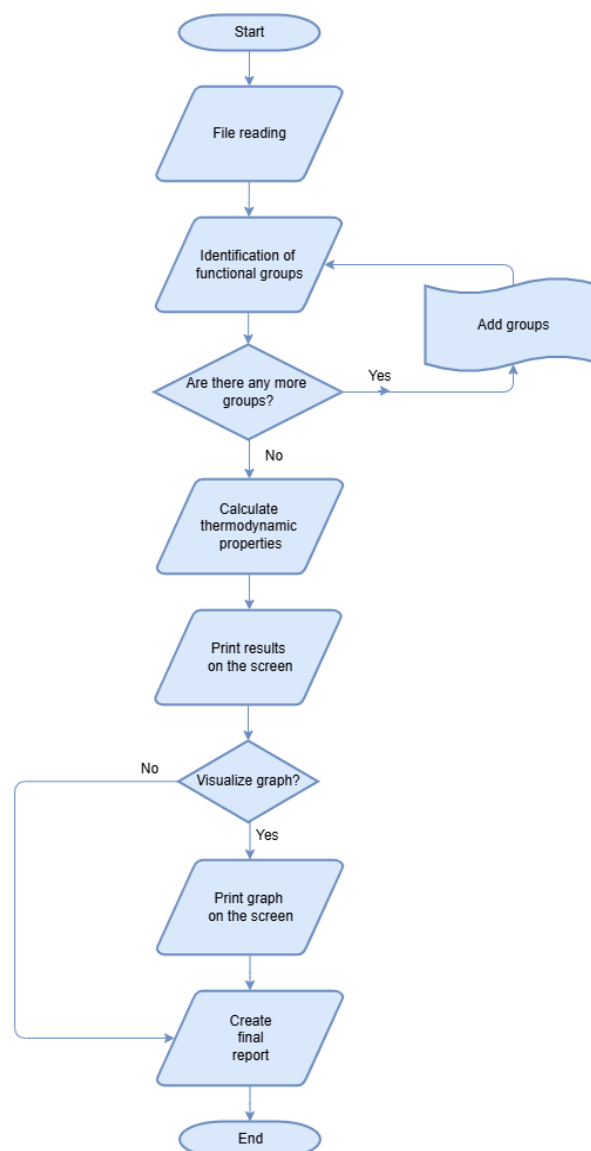 Start
File reading
Identification of
functional groups
Add groups
Are there any more
groups?
Yes
No
Calculate
thermodynamic
properties
Print results
on the screen
No
Visualize graph?
Yes
Print graph
on the screen
Create
final
report
End